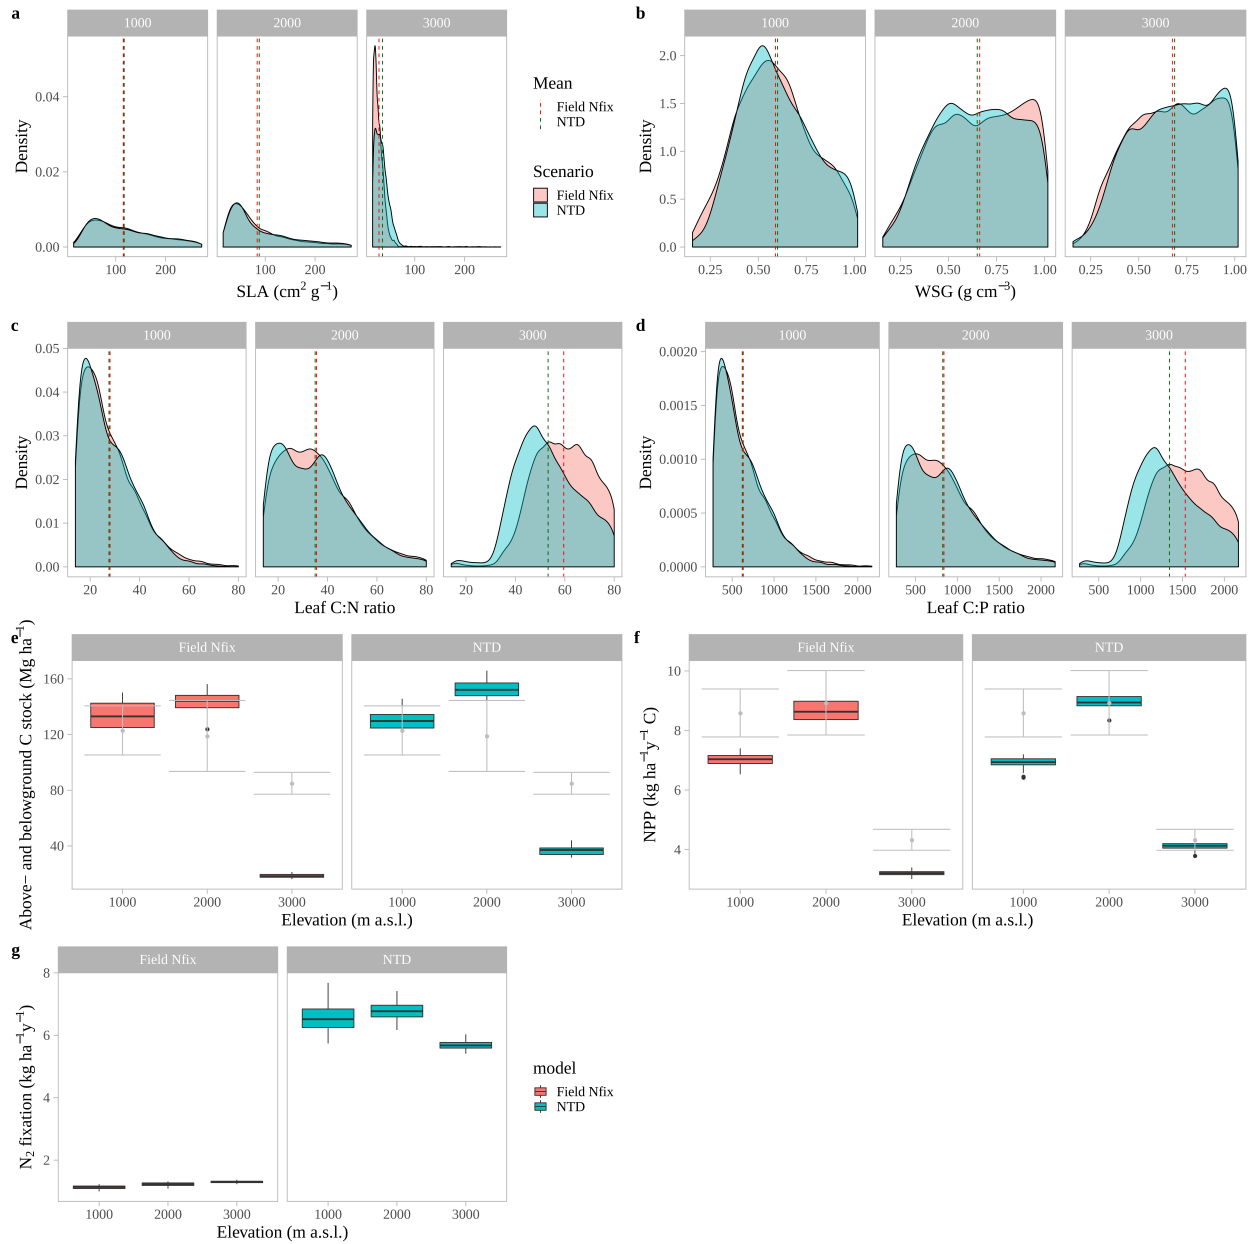 a
1000 2000 3000
0.04
0.02
0.00
Density
100 200 100 200 100 200
SLA (cm² g⁻¹)
Mean
Field Nfix
NTD
Scenario
Field Nfix
NTD
b
1000 2000 3000
2.0
1.5
1.0
0.5
0.0
Density
0.25 0.50 0.75 1.00 0.25 0.50 0.75 1.00 0.25 0.50 0.75 1.00
WSG (g cm⁻³)
c
1000 2000 3000
0.05
0.04
0.03
0.02
0.01
0.00
Density
20 40 60 80 20 40 60 80 20 40 60 80
Leaf C:N ratio
d
1000 2000 3000
0.0020
0.0015
0.0010
0.0005
0.0000
Density
500 1000 1500 2000 500 1000 1500 2000 500 1000 1500 2000
Leaf C:P ratio
e
Field Nfix NTD
160
120
80
40
Above− and belowground C stock (Mg ha⁻¹)
1000 2000 3000 1000 2000 3000
Elevation (m a.s.l.)
f
Field Nfix NTD
10
8
6
4
NPP (kg ha⁻¹y⁻¹ C)
1000 2000 3000 1000 2000 3000
Elevation (m a.s.l.)
g
Field Nfix NTD
8
6
4
2
N₂ fixation (kg ha⁻¹y⁻¹)
1000 2000 3000 1000 2000 3000
Elevation (m a.s.l.)
model
Field Nfix
NTD